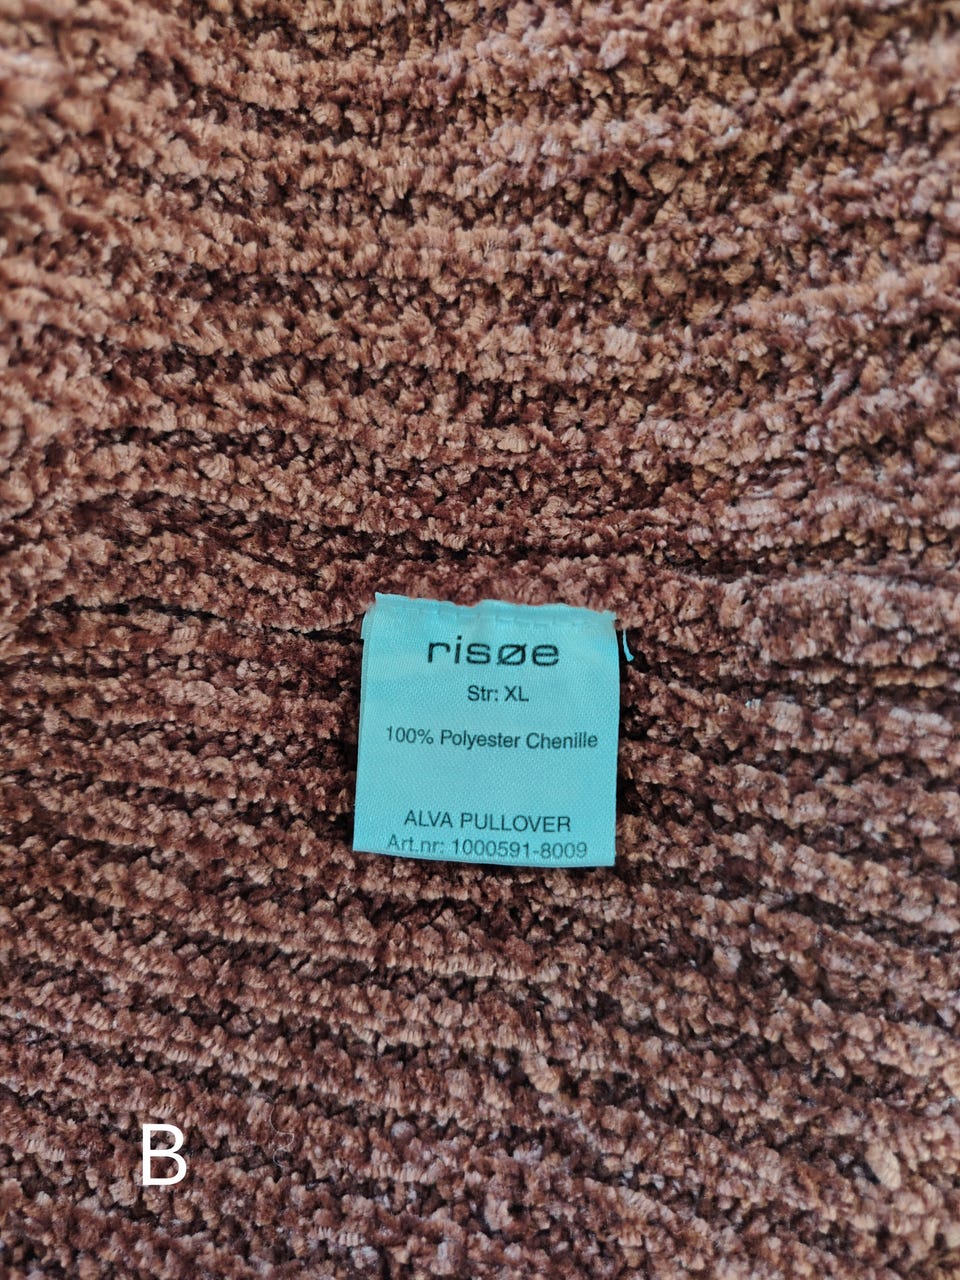 risøe
Str: XL
100% Polyester Chenille
ALVA PULLOVER
Art.nr: 1000591-8009
B